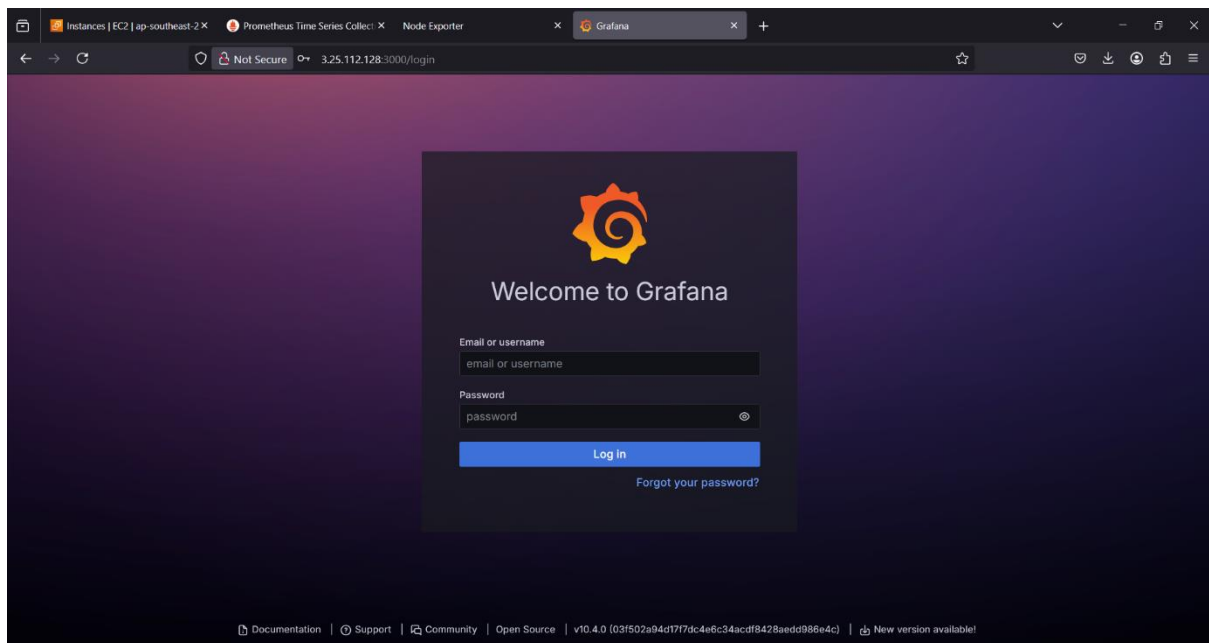 Instances | EC2 | ap-southeast-2
Prometheus Time Series Collect
Node Exporter
Grafana
Not Secure
3.25.112.128:3000/login
Welcome to Grafana
Email or username
email or username
Password
password
Log in
Forgot your password?
Documentation | Support | Community | Open Source | v10.4.0 (03f502a94d17f7dc4e6c34acdf8428aedd986e4c) | New version available!